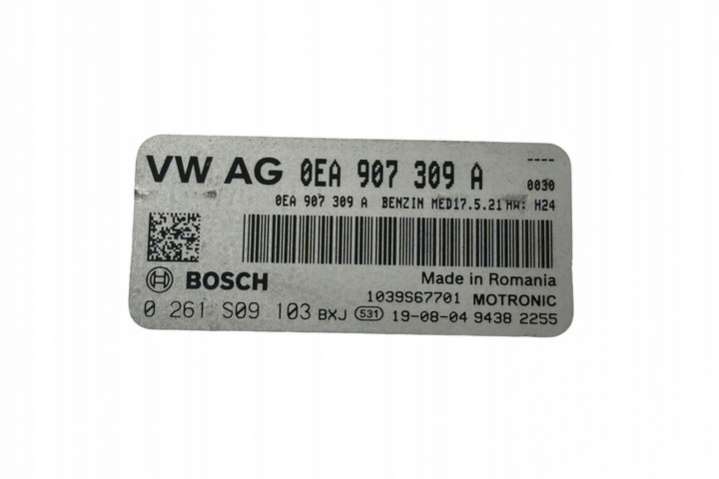 VW AG 0EA 907 309 A ---- 0030
0EA 907 309 A BENZIN MED17.5.21 HW: H24
BOSCH Made in Romania
1039S67701 MOTRONIC
0 261 S09 103 BXJ 531 19-08-04 9438 2255